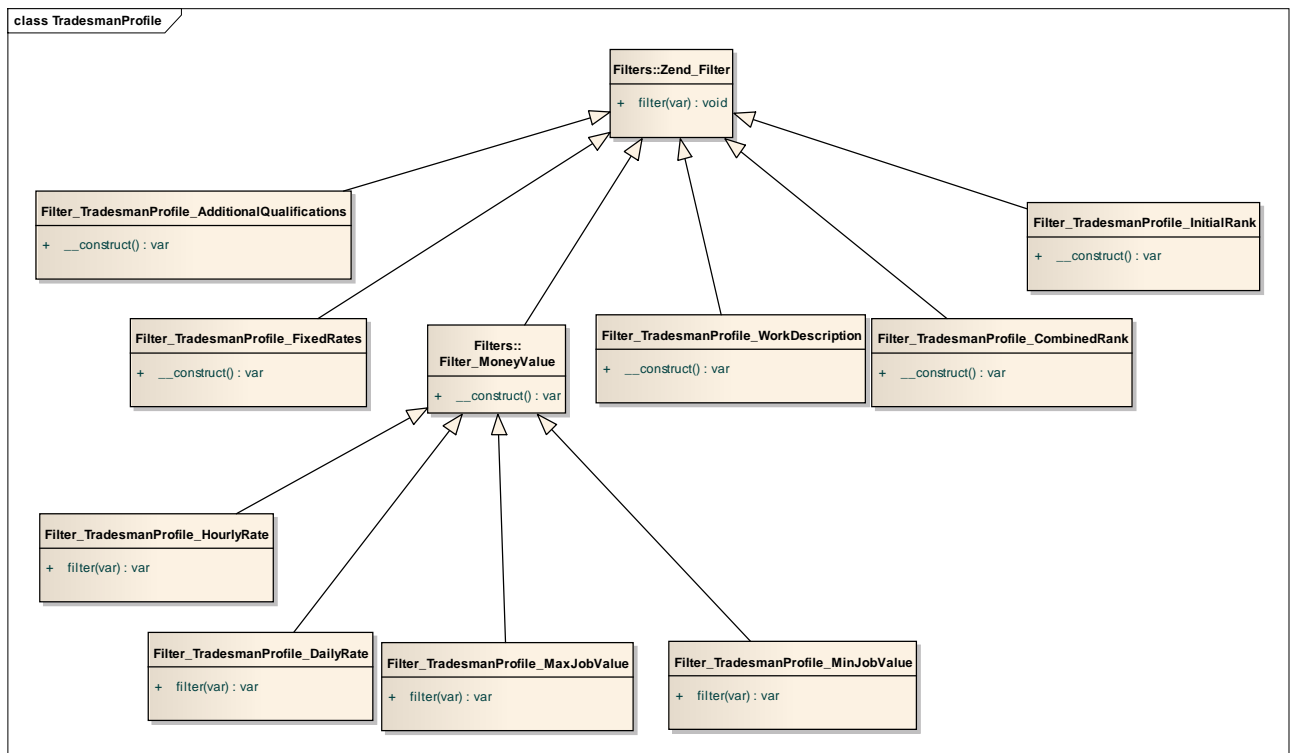 class TradesmanProfile
Filters::Zend_Filter
+ filter(var) : void
Filter_TradesmanProfile_AdditionalQualifications
+ __construct() : var
Filter_TradesmanProfile_InitialRank
+ __construct() : var
Filter_TradesmanProfile_FixedRates
+ __construct() : var
Filters::
Filter_MoneyValue
+ __construct() : var
Filter_TradesmanProfile_WorkDescription
+ __construct() : var
Filter_TradesmanProfile_CombinedRank
+ __construct() : var
Filter_TradesmanProfile_HourlyRate
+ filter(var) : var
Filter_TradesmanProfile_DailyRate
+ filter(var) : var
Filter_TradesmanProfile_MaxJobValue
+ filter(var) : var
Filter_TradesmanProfile_MinJobValue
+ filter(var) : var